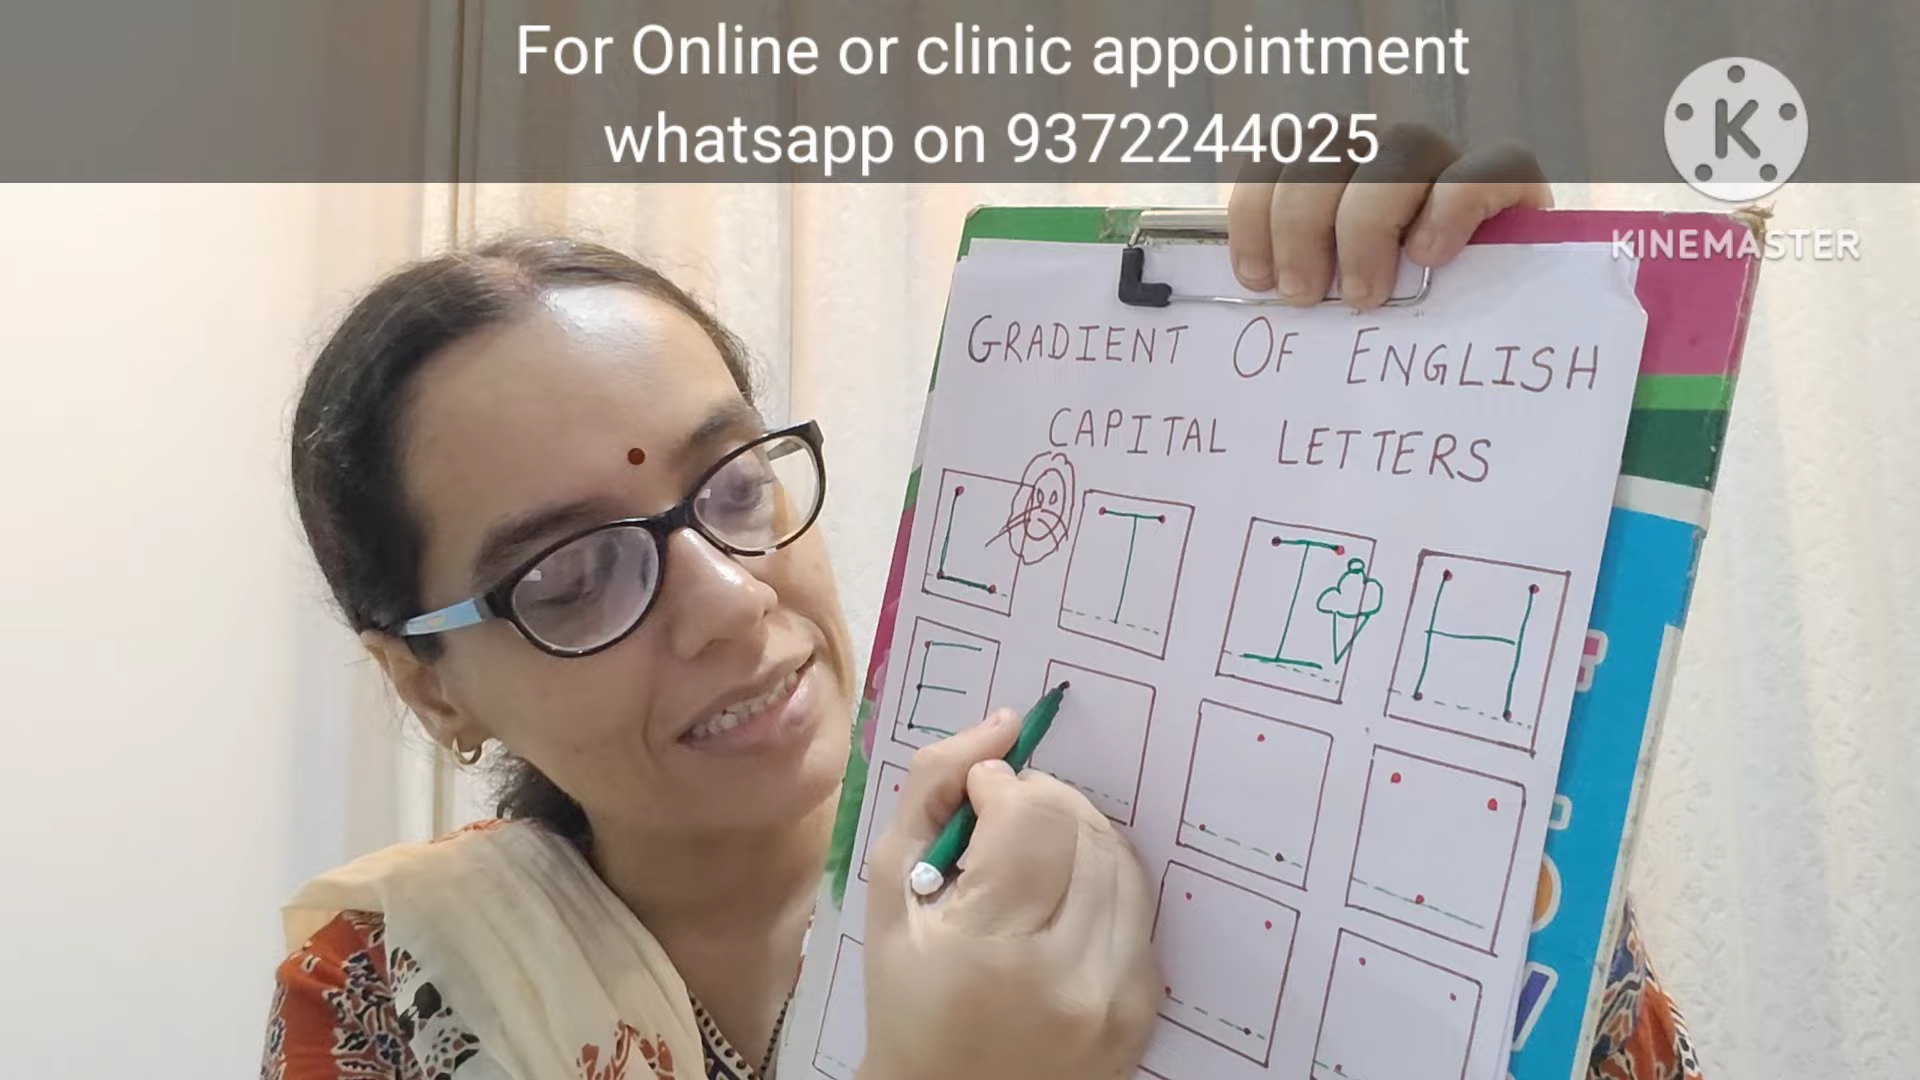 For Online or clinic appointment
whatsapp on 9372244025
K
KINEMASTER
GRADIENT OF ENGLISH
CAPITAL LETTERS
L T I H
E